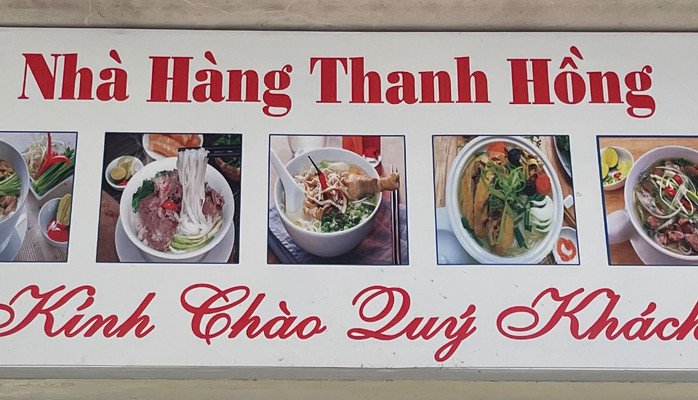 Nhà Hàng Thanh Hồng
Kính Chào Quý Khách